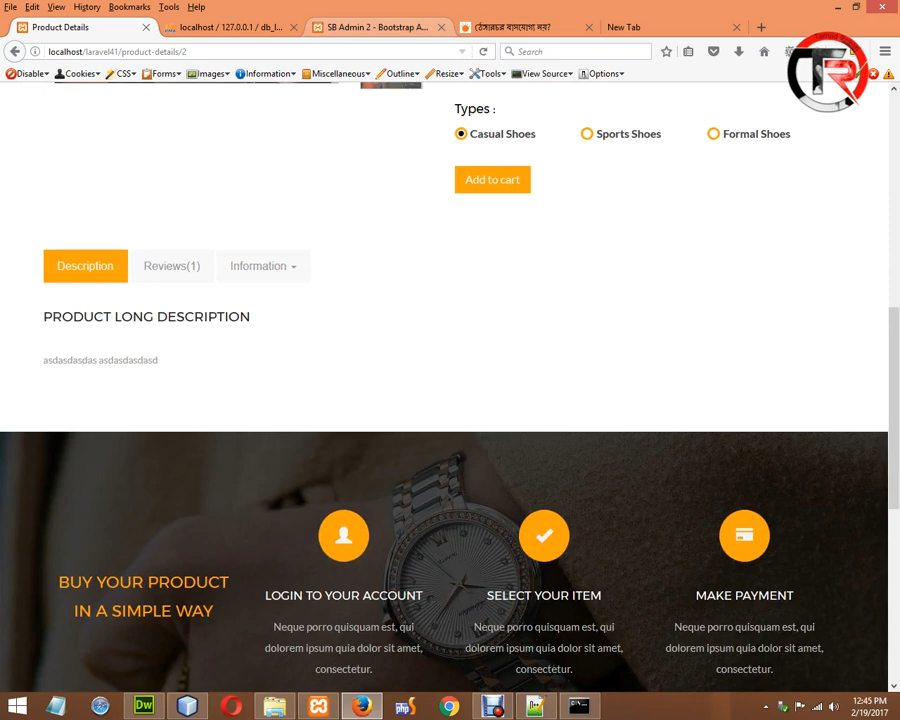 File Edit View History Bookmarks Tools Help
Product Details
localhost / 127.0.0.1 / db_l...
SB Admin 2 - Bootstrap A...
New Tab
localhost/laravel41/product-details/2
Search
Disable Cookies CSS Forms Images Information Miscellaneous Outline Resize Tools View Source Options
Types :
Casual Shoes Sports Shoes Formal Shoes
Add to cart
Description Reviews(1) Information
PRODUCT LONG DESCRIPTION
asdasdasdas asdasdasdasd
BUY YOUR PRODUCT
IN A SIMPLE WAY
LOGIN TO YOUR ACCOUNT
Neque porro quisquam est, qui
dolorem ipsum quia dolor sit amet,
consectetur.
SELECT YOUR ITEM
Neque porro quisquam est, qui
dolorem ipsum quia dolor sit amet,
consectetur.
MAKE PAYMENT
Neque porro quisquam est, qui
dolorem ipsum quia dolor sit amet,
consectetur.
Dw
php
12:45 PM
2/19/2017